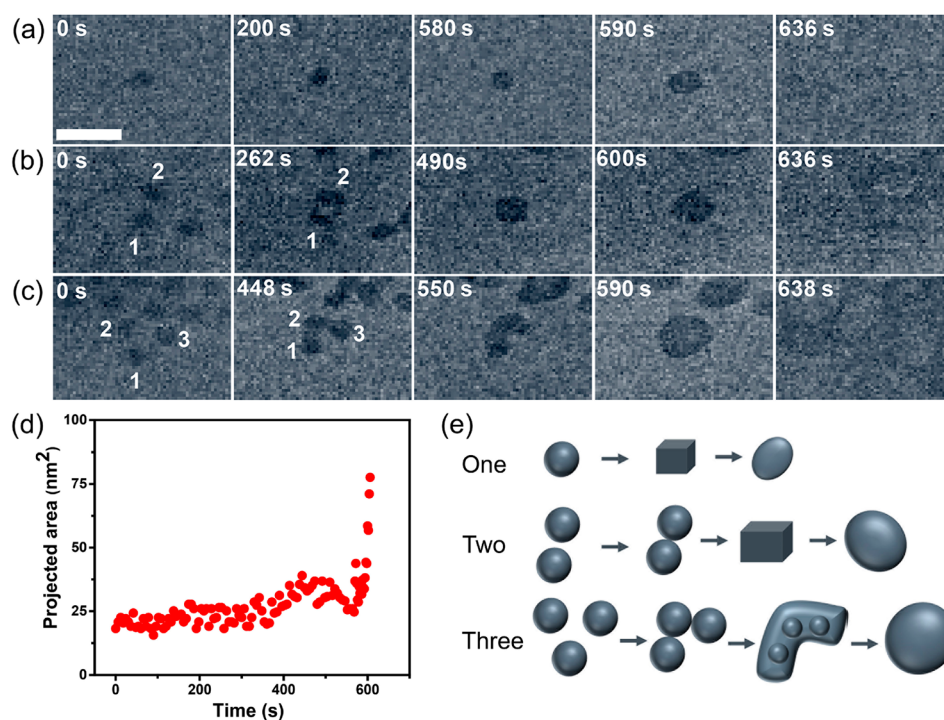 (a)
0 s 200 s 580 s 590 s 636 s
(b)
0 s 262 s 490s 600s 636 s
2 2
1 1
(c)
0 s 448 s 550 s 590 s 638 s
2 3 2 3
1 1
(d)
100
75
50
25
0
Projected area (nm2)
0 200 400 600
Time (s)
(e)
One
Two
Three